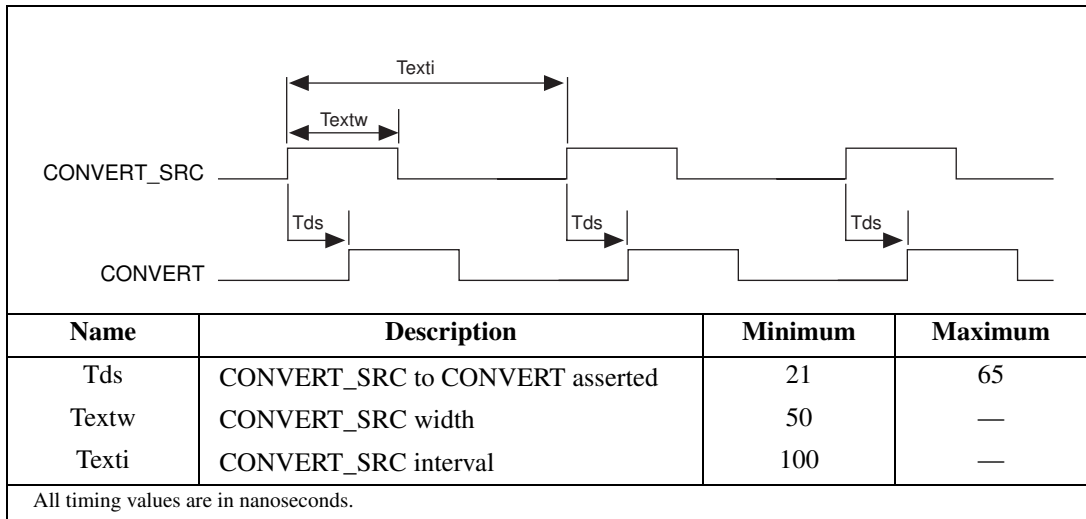 Texti
Textw
CONVERT_SRC
Tds Tds Tds
CONVERT
Name Description Minimum Maximum
Tds CONVERT_SRC to CONVERT asserted 21 65
Textw CONVERT_SRC width 50 —
Texti CONVERT_SRC interval 100 —
All timing values are in nanoseconds.